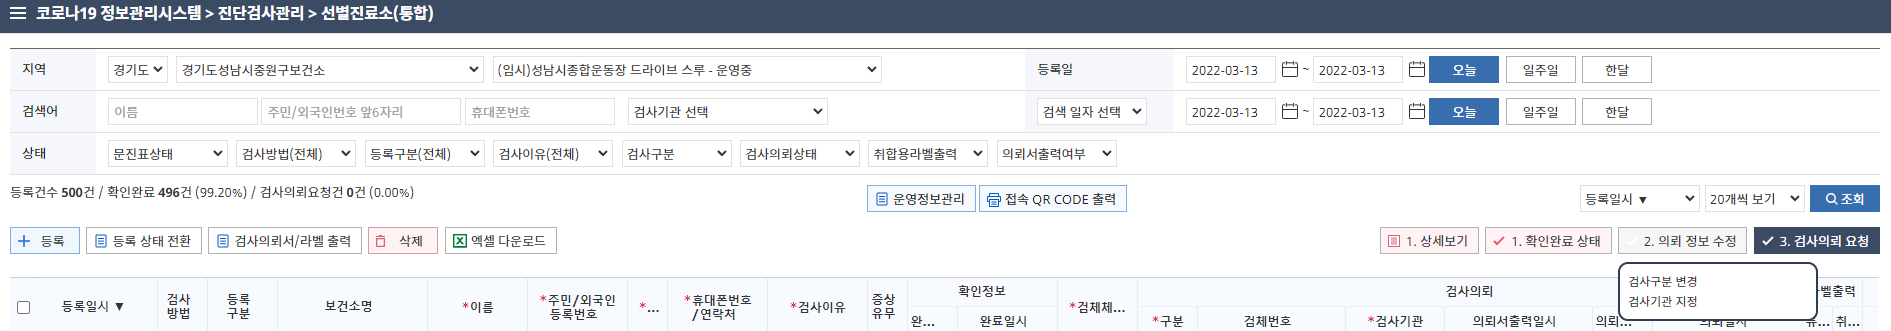 코로나19 정보관리시스템 > 진단검사관리 > 선별진료소(통합)
지역 경기도 경기도성남시중원구보건소 (임시)성남시종합운동장 드라이브 스루 - 운영중 등록일 2022-03-13 ~ 2022-03-13 오늘 일주일 한달
검색어 이름 주민/외국인번호 앞6자리 휴대폰번호 검사기관 선택 검색 일자 선택 2022-03-13 ~ 2022-03-13 오늘 일주일 한달
상태 문진표상태 검사방법(전체) 등록구분(전체) 검사이유(전체) 검사구분 검사의뢰상태 취합용라벨출력 의뢰서출력여부
등록건수 500건 / 확인완료 496건 (99.20%) / 검사의뢰요청건 0건 (0.00%) 운영정보관리 접속 QR CODE 출력 등록일시 ▼ 20개씩 보기 조회
등록 등록 상태 전환 검사의뢰서/라벨 출력 삭제 엑셀 다운로드 1. 상세보기 1. 확인완료 상태 2. 의뢰 정보 수정 3. 검사의뢰 요청
검사구분 변경
검사기관 지정
등록일시 ▼ 검사
방법 등록
구분 보건소명 *이름 *주민/외국인
등록번호 *... *휴대폰번호
/연락처 *검사이유 증상
유무 확인정보 *검체체... 검사의뢰 벨출력
완... 완료일시 *구분 검체번호 *검사기관 의뢰서출력일시 의뢰... 의뢰일시 유... 취...